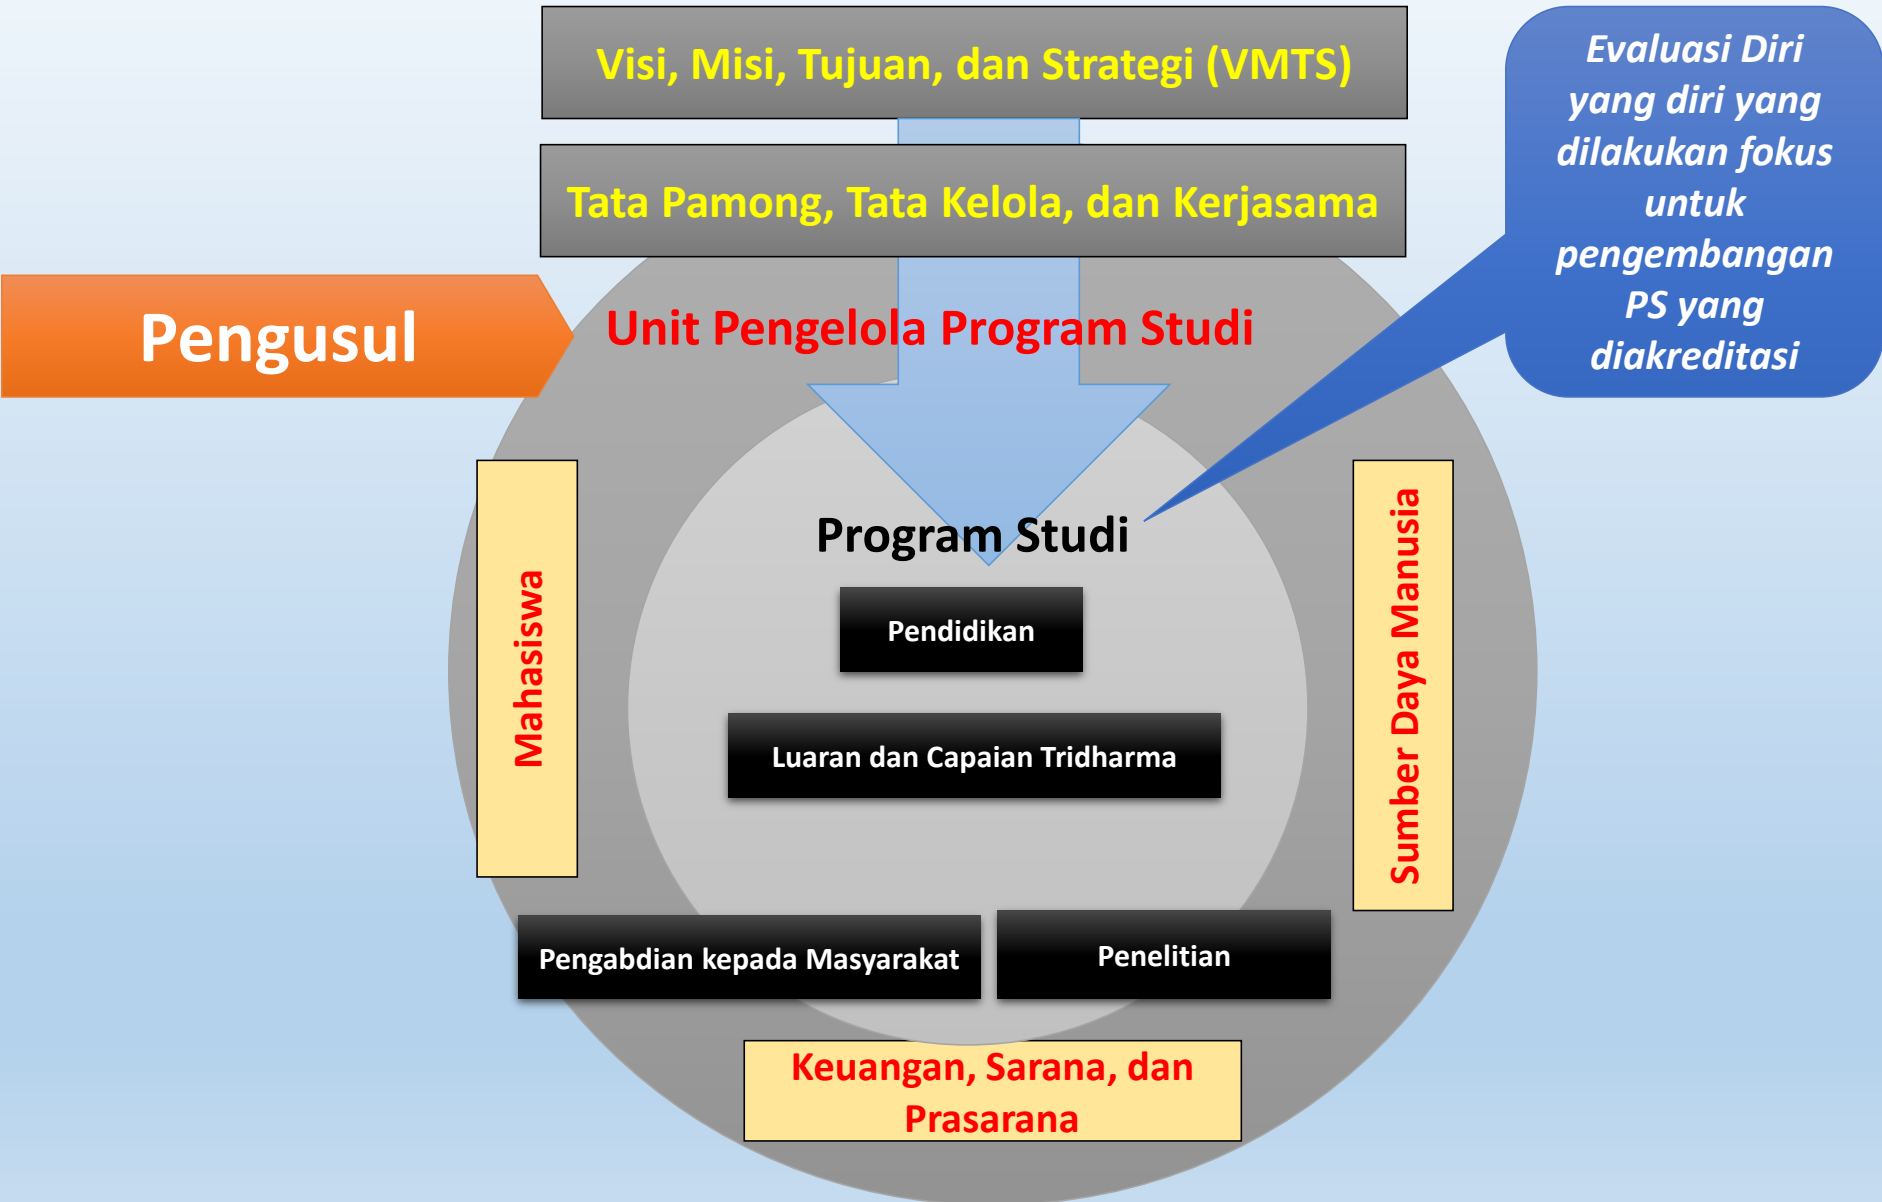 Visi, Misi, Tujuan, dan Strategi (VMTS)
Tata Pamong, Tata Kelola, dan Kerjasama
Evaluasi Diri
yang diri yang
dilakukan fokus
untuk
pengembangan
PS yang
diakreditasi
Pengusul
Unit Pengelola Program Studi
Program Studi
Mahasiswa
Sumber Daya Manusia
Pendidikan
Luaran dan Capaian Tridharma
Pengabdian kepada Masyarakat
Penelitian
Keuangan, Sarana, dan
Prasarana